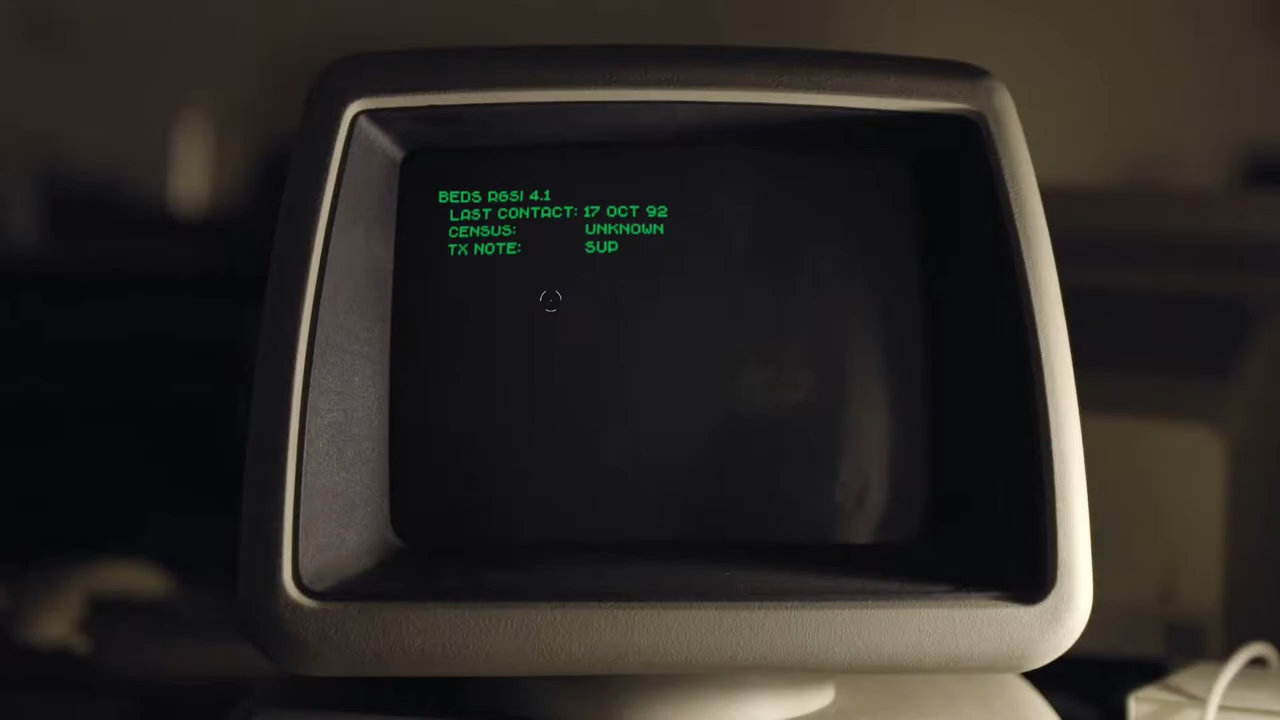 BEDS RGSI 4.1
LAST CONTACT: 17 OCT 92
CENSUS: UNKNOWN
TX NOTE: SUP